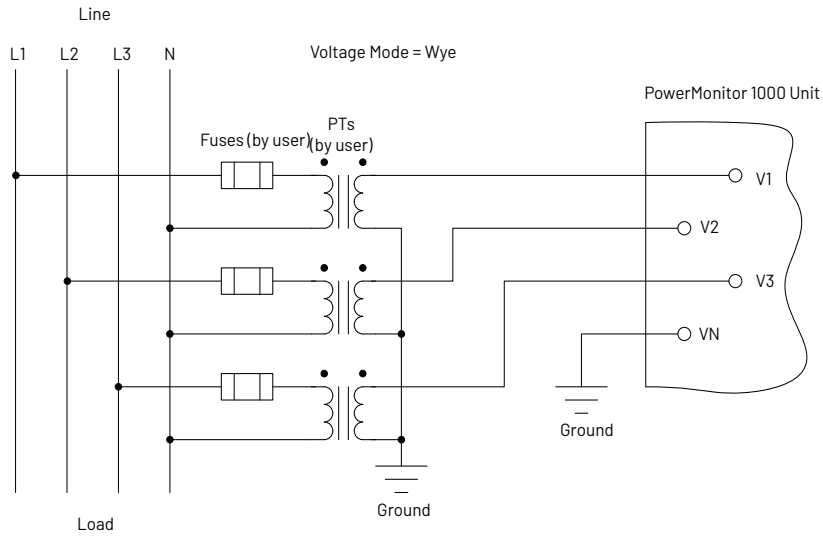 Line
L1 L2 L3 N
Voltage Mode = Wye
PowerMonitor 1000 Unit
Fuses (by user)
PTs
(by user)
V1
V2
V3
VN
Ground
Ground
Load